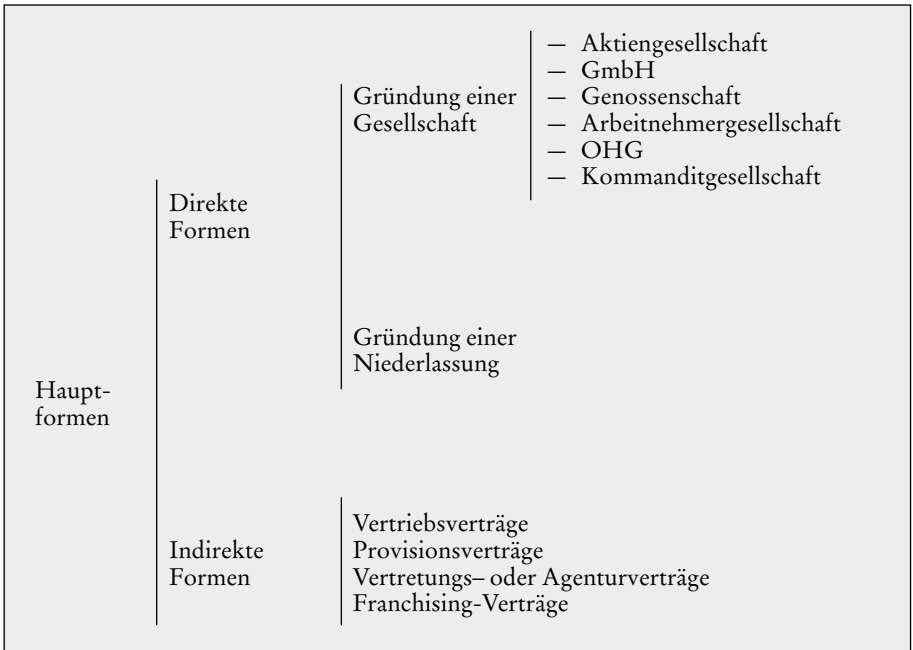 Haupt-
formen
Direkte
Formen
Gründung einer
Gesellschaft
— Aktiengesellschaft
— GmbH
— Genossenschaft
— Arbeitnehmergesellschaft
— OHG
— Kommanditgesellschaft
Gründung einer
Niederlassung
Indirekte
Formen
Vertriebsverträge
Provisionsverträge
Vertretungs– oder Agenturverträge
Franchising-Verträge